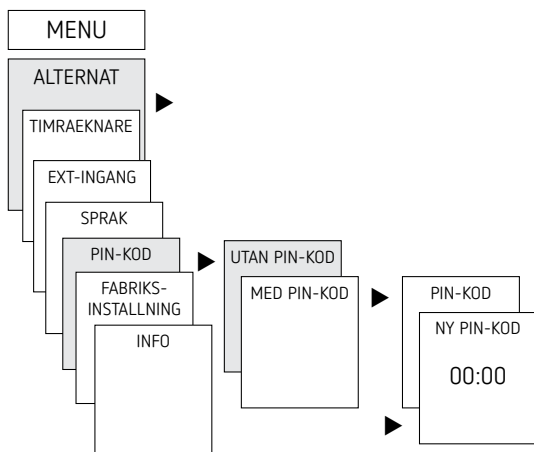 MENU
ALTERNAT
TIMRAEKNARE
EXT-INGANG
SPRAK
PIN-KOD
FABRIKS-
INSTALLNING
INFO
UTAN PIN-KOD
MED PIN-KOD
PIN-KOD
NY PIN-KOD
00:00